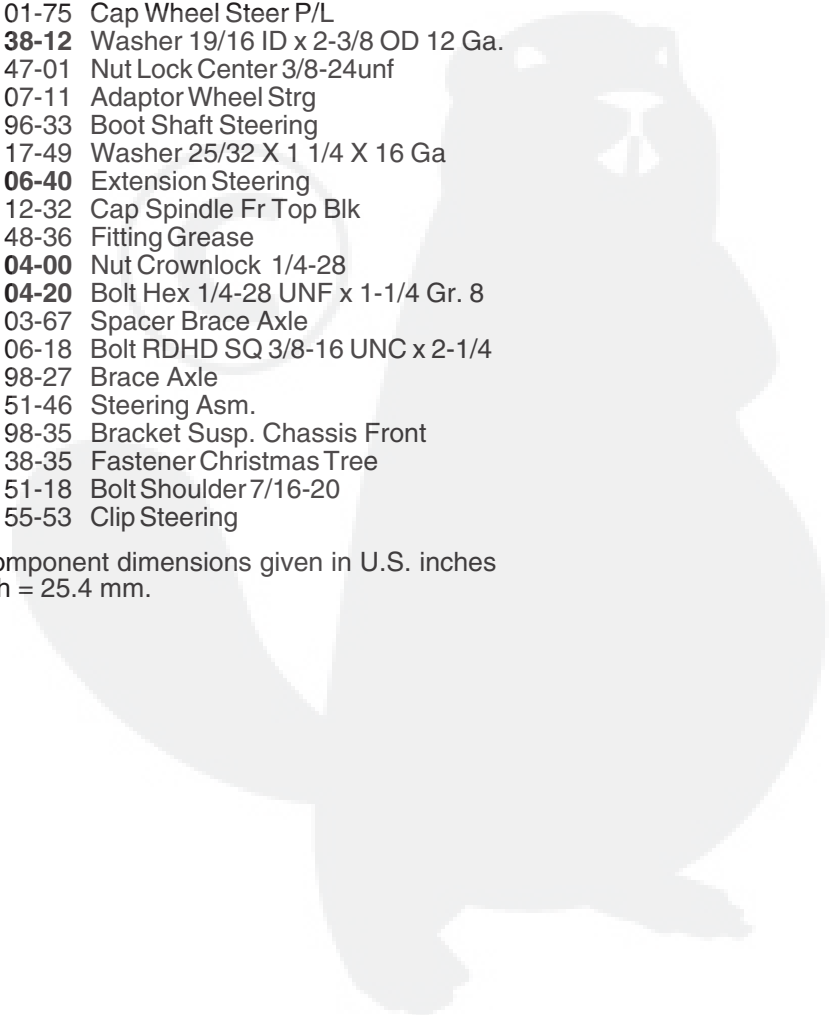 01-75 Cap Wheel Steer P/L
38-12 Washer 19/16 ID x 2-3/8 OD 12 Ga.
47-01 Nut Lock Center 3/8-24unf
07-11 Adaptor Wheel Strg
96-33 Boot Shaft Steering
17-49 Washer 25/32 X 1 1/4 X 16 Ga
06-40 Extension Steering
12-32 Cap Spindle Fr Top Blk
48-36 Fitting Grease
04-00 Nut Crownlock 1/4-28
04-20 Bolt Hex 1/4-28 UNF x 1-1/4 Gr. 8
03-67 Spacer Brace Axle
06-18 Bolt RDHD SQ 3/8-16 UNC x 2-1/4
98-27 Brace Axle
51-46 Steering Asm.
98-35 Bracket Susp. Chassis Front
38-35 Fastener Christmas Tree
51-18 Bolt Shoulder 7/16-20
55-53 Clip Steering
omponent dimensions given in U.S. inches
h = 25.4 mm.